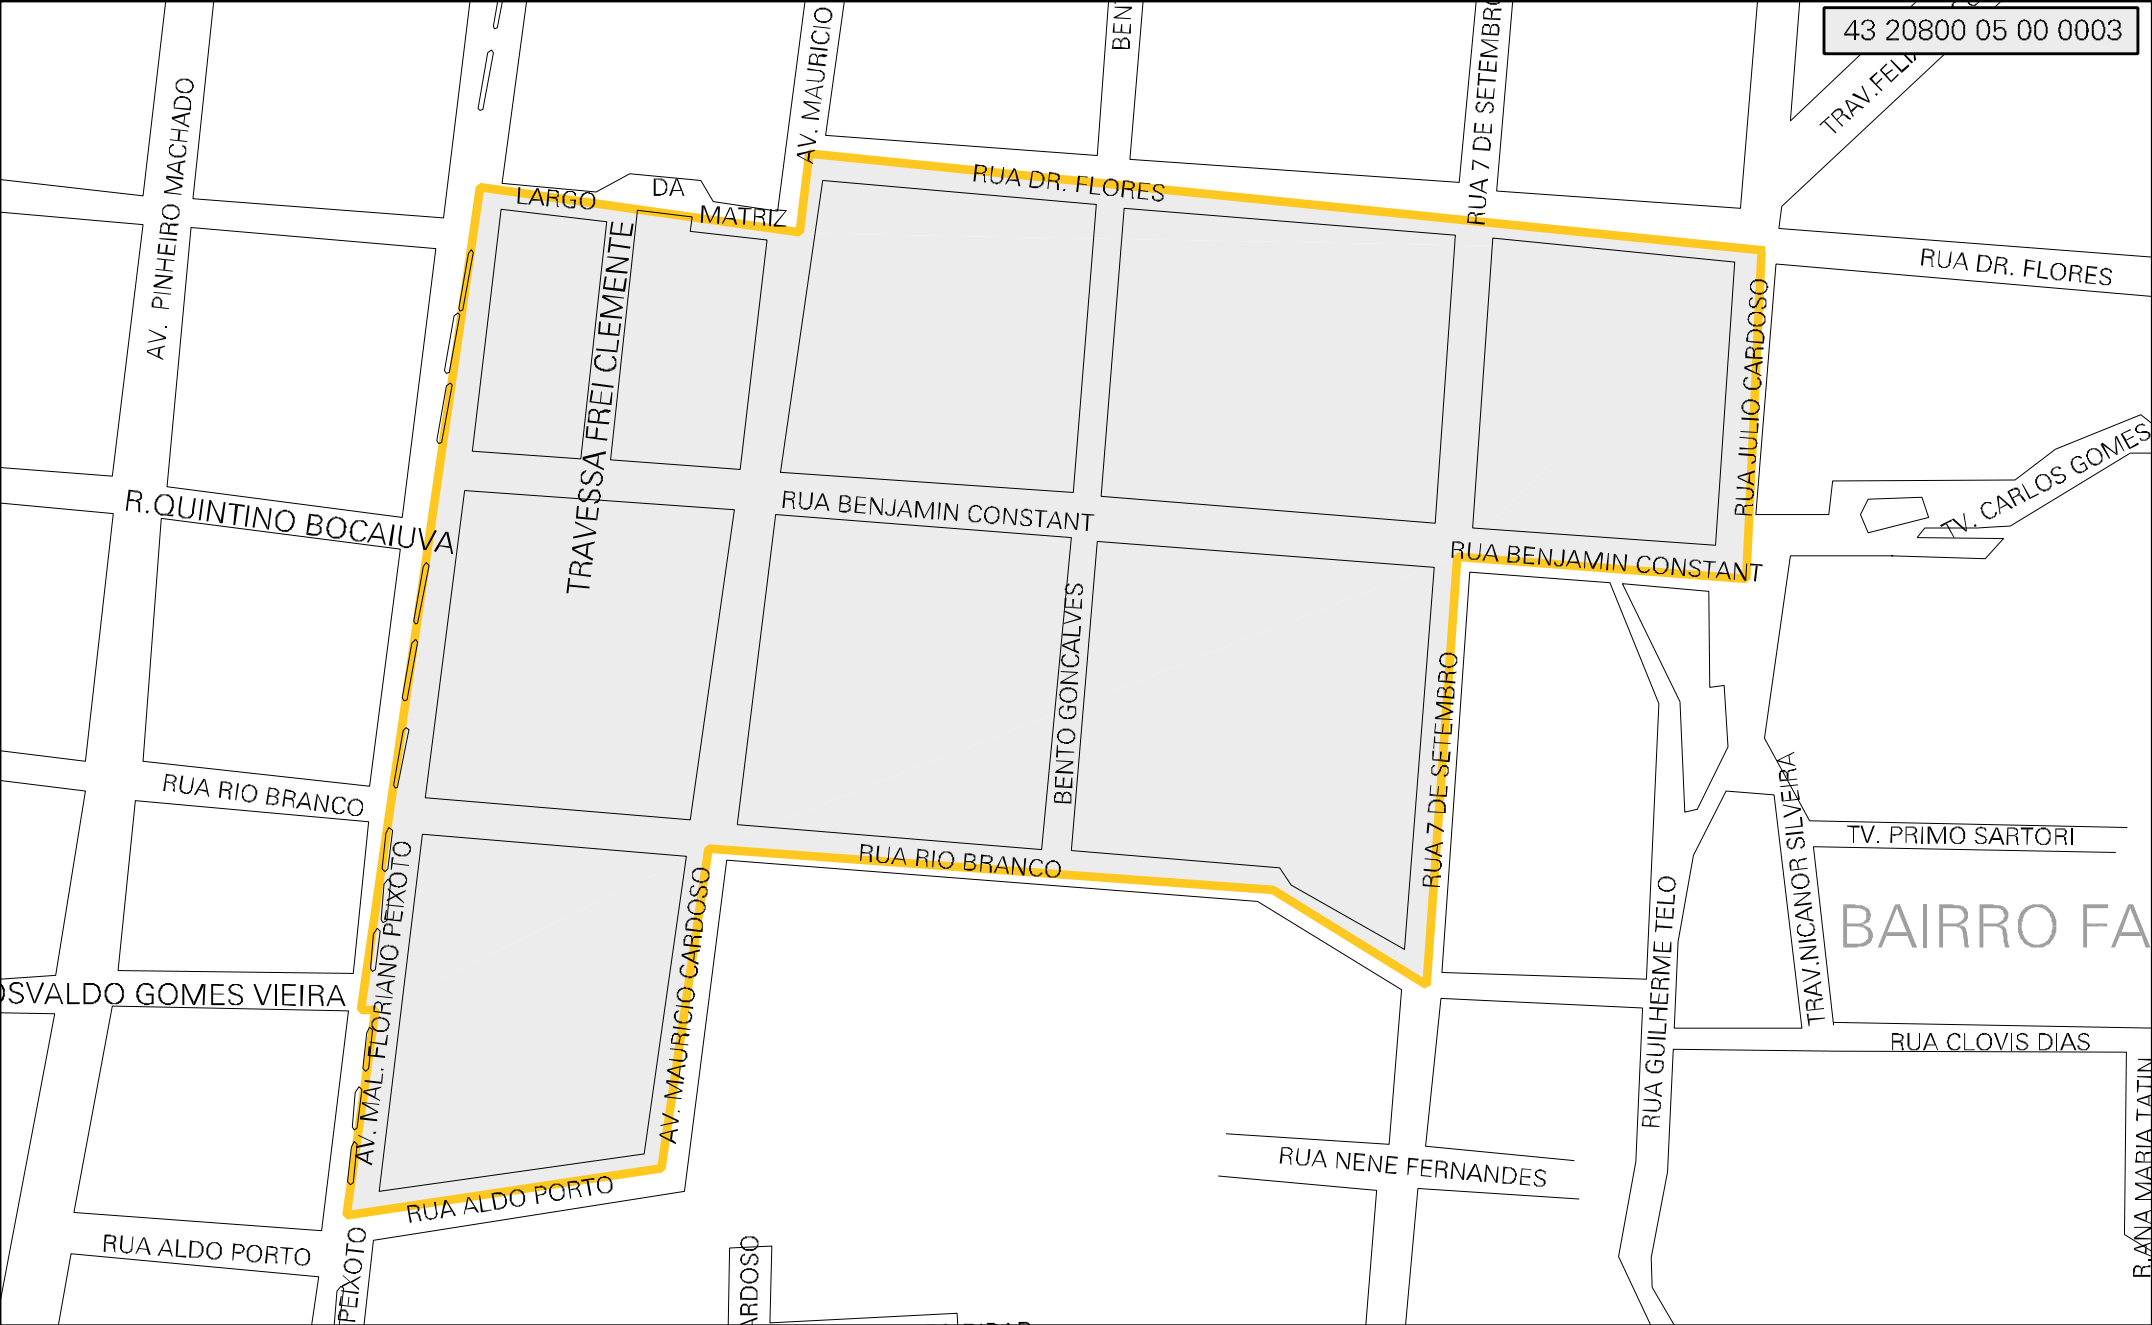 43 20800 05 00 0003
AV. MAURICIO
BEN
RUA 7 DE SETEMBRO
TRAV.FELI
AV. PINHEIRO MACHADO
LARGO DA MATRIZ
RUA DR. FLORES
RUA DR. FLORES
TRAVESSA FREI CLEMENTE
RUA JULIO CARDOSO
TV. CARLOS GOMES
R.QUINTINO BOCAIUVA
RUA BENJAMIN CONSTANT
RUA BENJAMIN CONSTANT
BENTO GONCALVES
RUA 7 DE SETEMBRO
RUA RIO BRANCO
RUA RIO BRANCO
TRAV.NICANOR SILVEIRA
TV. PRIMO SARTORI
BAIRRO FA
AV. MAL. FLORIANO PEIXOTO
AV. MAURICIO CARDOSO
RUA GUILHERME TELO
OSVALDO GOMES VIEIRA
RUA CLOVIS DIAS
R.ANA MARIA TATIN
RUA NENE FERNANDES
RUA ALDO PORTO
RUA ALDO PORTO
PEIXOTO
ARDOSO